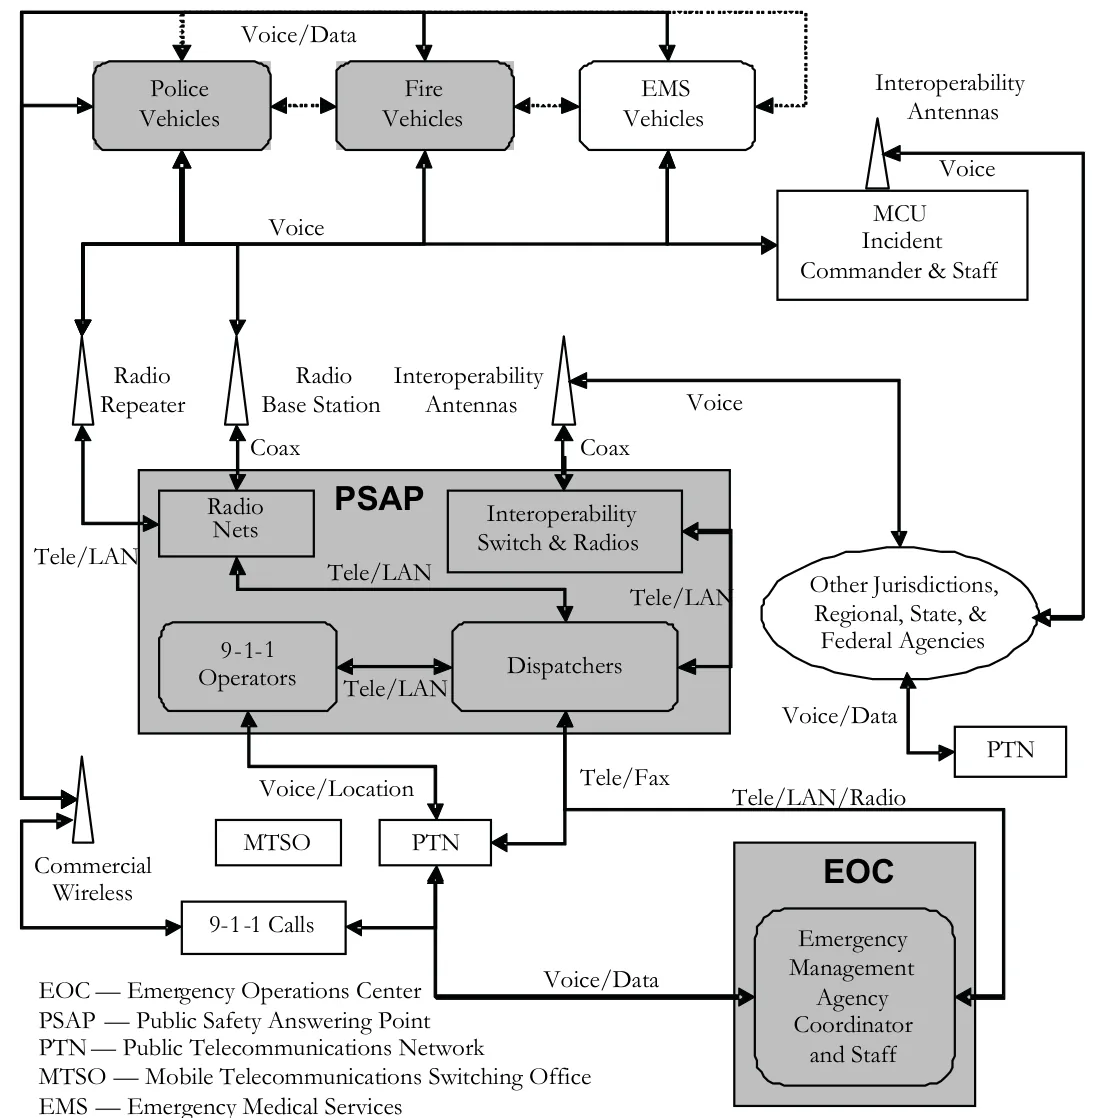 Voice/Data
Police
Vehicles
Fire
Vehicles
EMS
Vehicles
Interoperability
Antennas
Voice
MCU
Incident
Commander & Staff
Voice
Radio
Repeater
Radio
Base Station
Interoperability
Antennas
Voice
Coax
Coax
PSAP
Radio
Nets
Interoperability
Switch & Radios
Tele/LAN
Tele/LAN
Tele/LAN
Other Jurisdictions,
Regional, State, &
Federal Agencies
9-1-1
Operators
Tele/LAN
Dispatchers
Voice/Data
PTN
Voice/Location
Tele/Fax
Tele/LAN/Radio
MTSO
PTN
Commercial
Wireless
9-1-1 Calls
EOC
Emergency
Management
Agency
Coordinator
and Staff
Voice/Data
EOC — Emergency Operations Center
PSAP — Public Safety Answering Point
PTN — Public Telecommunications Network
MTSO — Mobile Telecommunications Switching Office
EMS — Emergency Medical Services